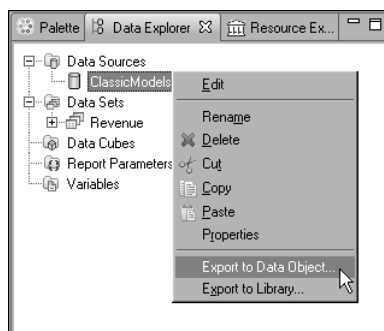 Palette Data Explorer Resource Ex...
Data Sources
ClassicModels
Edit
Data Sets
Revenue
Rename
Data Cubes
Delete
Report Parameters
Cut
Variables
Copy
Paste
Properties
Export to Data Object...
Export to Library...